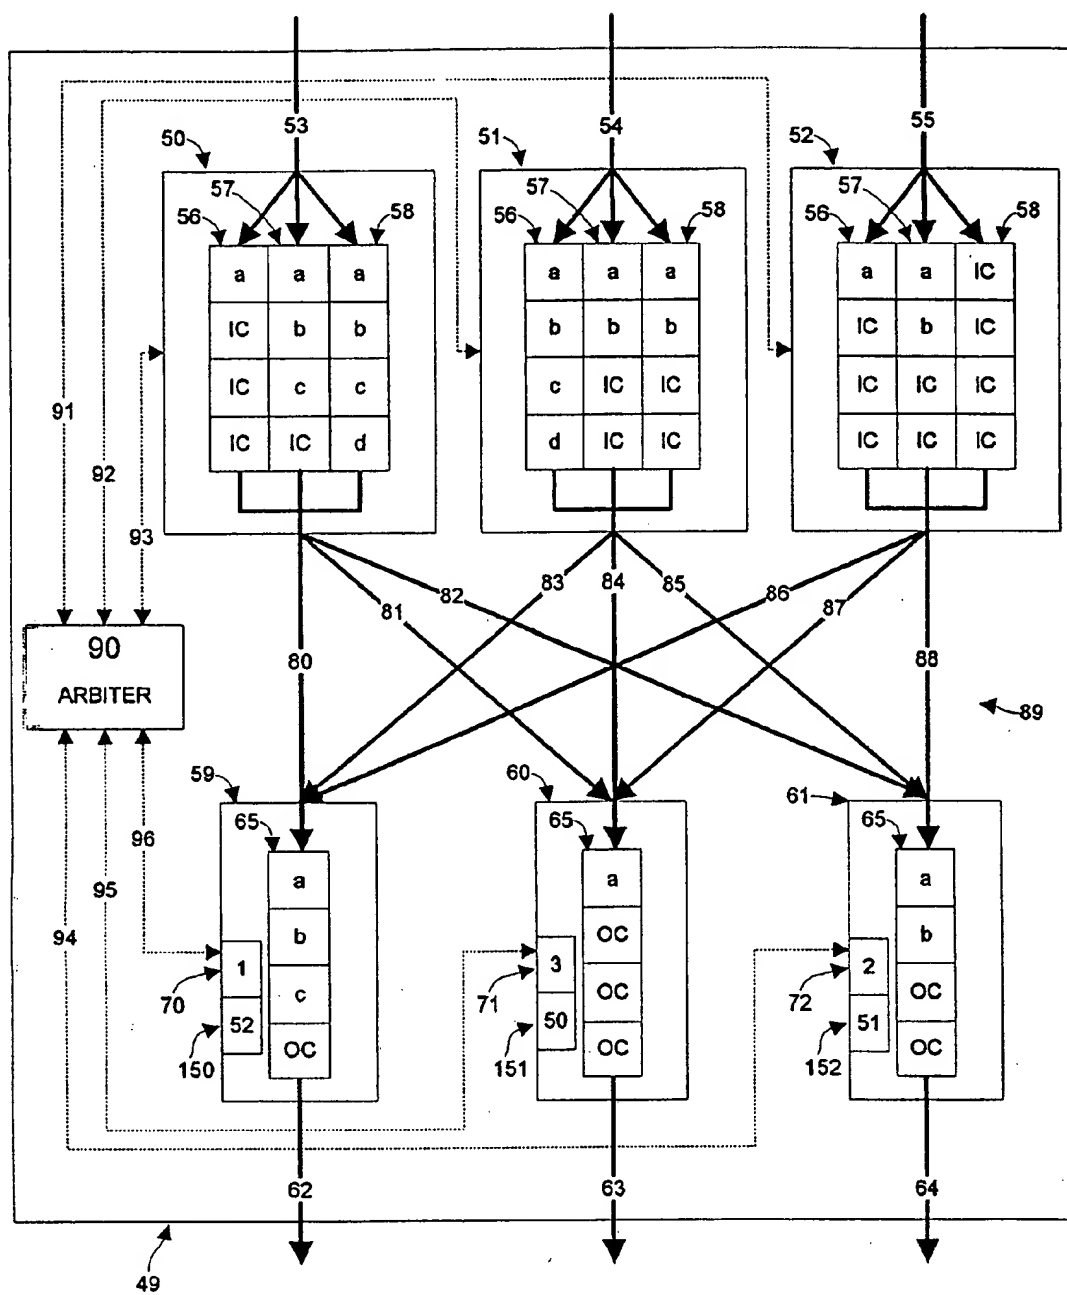 53
54
55
50
51
52
57
57
57
56
58
56
58
56
58
a a a
a a a
a a IC
IC b b
b b b
IC b IC
IC c c
c IC IC
IC IC IC
IC IC d
d IC IC
IC IC IC
91
92
93
90
ARBITER
80
81
82
83
84
85
86
87
88
89
59
60
61
65
65
65
96
95
94
a
b
c
OC
1
52
70
150
a
OC
OC
OC
3
50
71
151
a
b
OC
OC
2
51
72
152
62
63
64
49